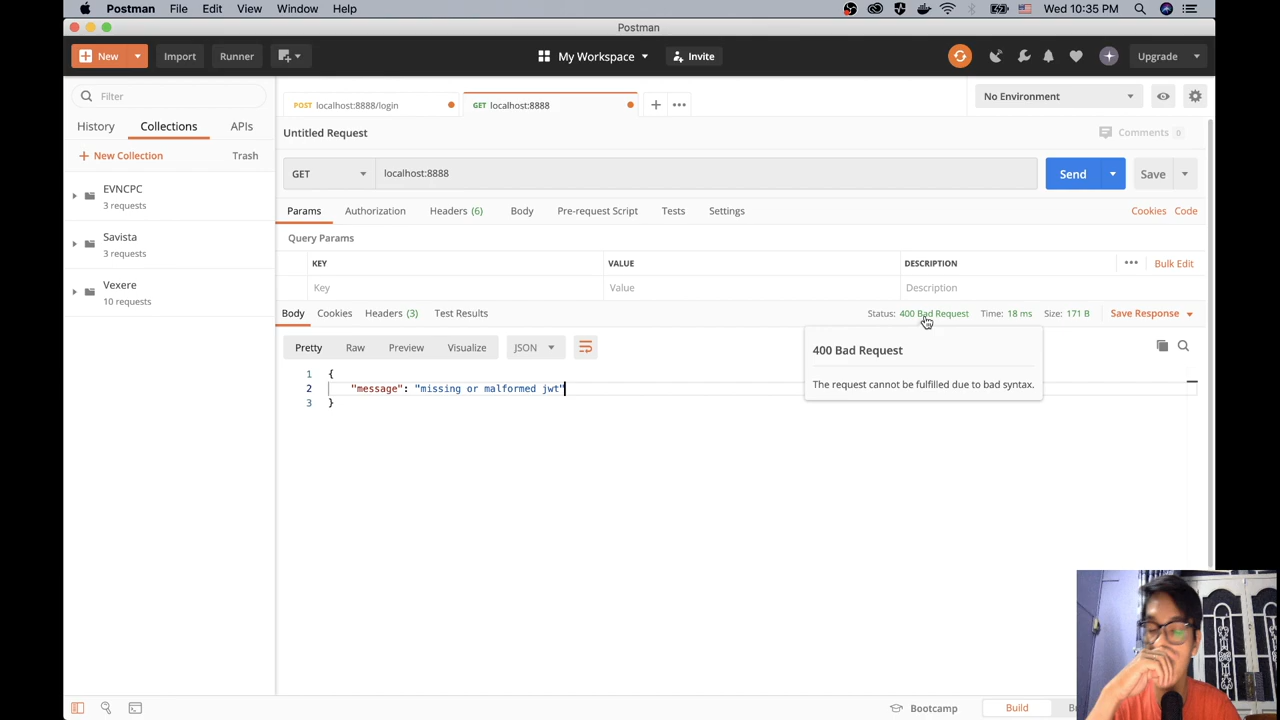 Postman File Edit View Window Help Wed 10:35 PM
Postman
New Import Runner My Workspace Invite Upgrade
Filter
POST localhost:8888/login GET localhost:8888 No Environment
History Collections APIs
Untitled Request Comments 0
New Collection Trash
GET localhost:8888 Send Save
EVNCPC
3 requests
Params Authorization Headers (6) Body Pre-request Script Tests Settings Cookies Code
Savista
3 requests
Query Params
KEY VALUE DESCRIPTION Bulk Edit
Key Value Description
Vexere
10 requests
Body Cookies Headers (3) Test Results Status: 400 Bad Request Time: 18 ms Size: 171 B Save Response
Pretty Raw Preview Visualize JSON
400 Bad Request
The request cannot be fulfilled due to bad syntax.
1 {
2 "message": "missing or malformed jwt"
3 }
Bootcamp Build